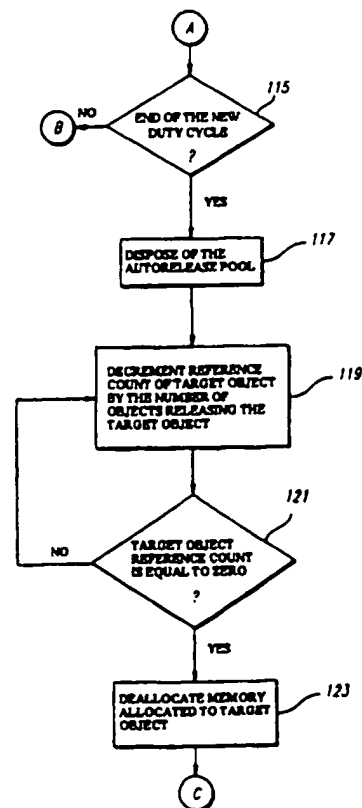 A
115
END OF THE NEW
DUTY CYCLE
?
NO
B
YES
117
DISPOSE OF THE
AUTORELEASE POOL
DECREMENT REFERENCE
COUNT OF TARGET OBJECT
BY THE NUMBER OF
OBJECTS RELEASING THE
TARGET OBJECT
119
121
TARGET OBJECT
REFERENCE COUNT
IS EQUAL TO ZERO
?
NO
YES
123
DEALLOCATE MEMORY
ALLOCATED TO TARGET
OBJECT
C